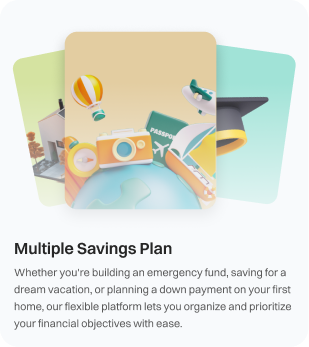 PASSPO
Multiple Savings Plan
Whether you're building an emergency fund, saving for a
dream vacation, or planning a down payment on your first
home, our flexible platform lets you organize and prioritize
your financial objectives with ease.